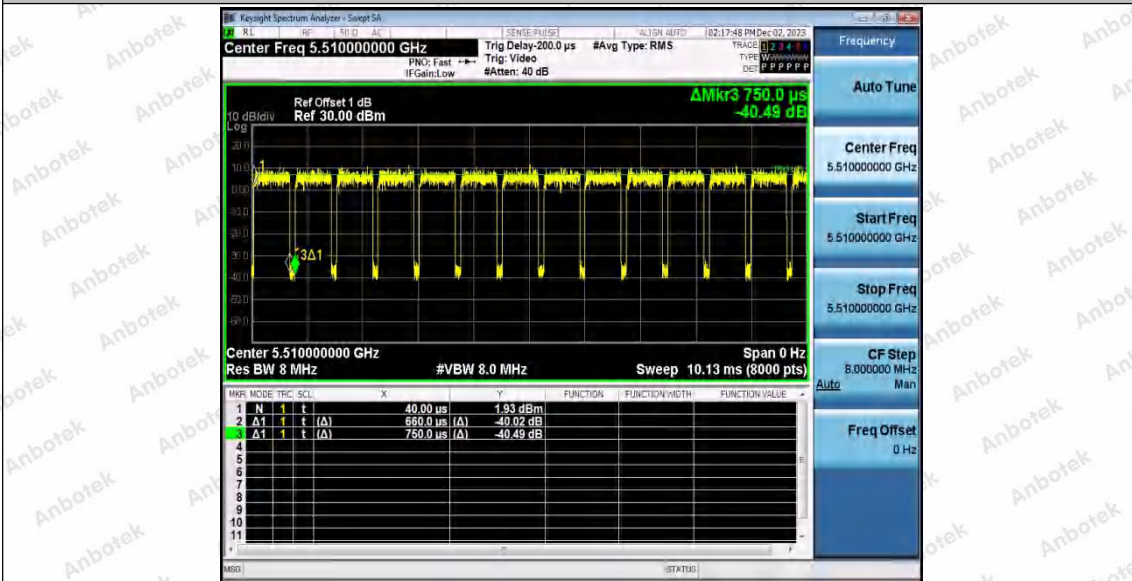 Keysight Spectrum Analyzer - Swept SA
RL RF 50 Ω AC SENSE:PULSE ALIGN AUTO 02:17:48 PM Dec 02, 2023
Center Freq 5.510000000 GHz
PNO: Fast
IFGain:Low
Trig Delay-200.0 µs
Trig: Video
#Atten: 40 dB
#Avg Type: RMS
TRACE 1 2 3 4 5 6
TYPE W
DET P P P P P P
ΔMkr3 750.0 µs
-40.49 dB
10 dB/div
Log
Ref Offset 1 dB
Ref 30.00 dBm
20.0
10.0
0.00
-10.0
-20.0
-30.0
-40.0
-50.0
-60.0
1
3Δ1
Center 5.510000000 GHz
Span 0 Hz
Res BW 8 MHz
#VBW 8.0 MHz
Sweep 10.13 ms (8000 pts)
MKR MODE TRC SCL X Y FUNCTION FUNCTION WIDTH FUNCTION VALUE
1 N 1 t 40.00 µs 1.93 dBm
2 Δ1 1 t (Δ) 660.0 µs (Δ) -40.02 dB
3 Δ1 1 t (Δ) 750.0 µs (Δ) -40.49 dB
4
5
6
7
8
9
10
11
MSG
STATUS
Frequency
Auto Tune
Center Freq
5.510000000 GHz
Start Freq
5.510000000 GHz
Stop Freq
5.510000000 GHz
CF Step
8.000000 MHz
Auto Man
Freq Offset
0 Hz
Anbotek